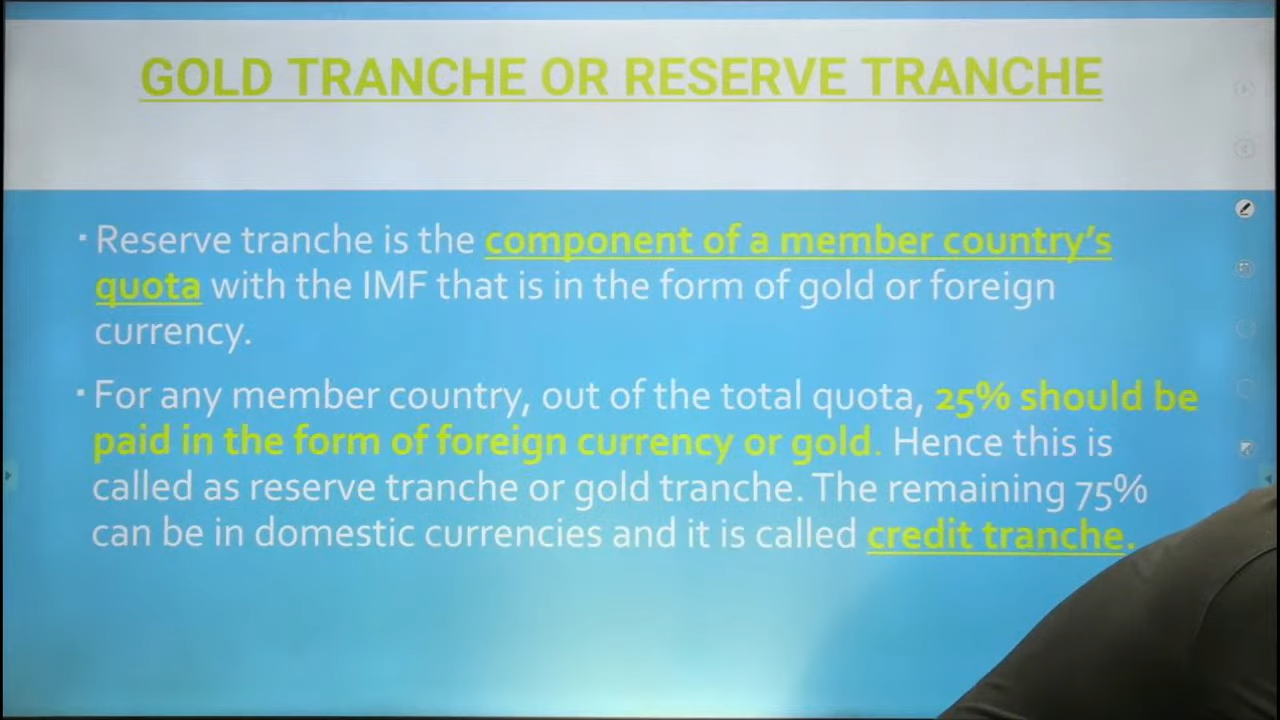 GOLD TRANCHE OR RESERVE TRANCHE
▪ Reserve tranche is the component of a member country's
quota with the IMF that is in the form of gold or foreign
currency.
▪ For any member country, out of the total quota, 25% should be
paid in the form of foreign currency or gold. Hence this is
called as reserve tranche or gold tranche. The remaining 75%
can be in domestic currencies and it is called credit tranche.